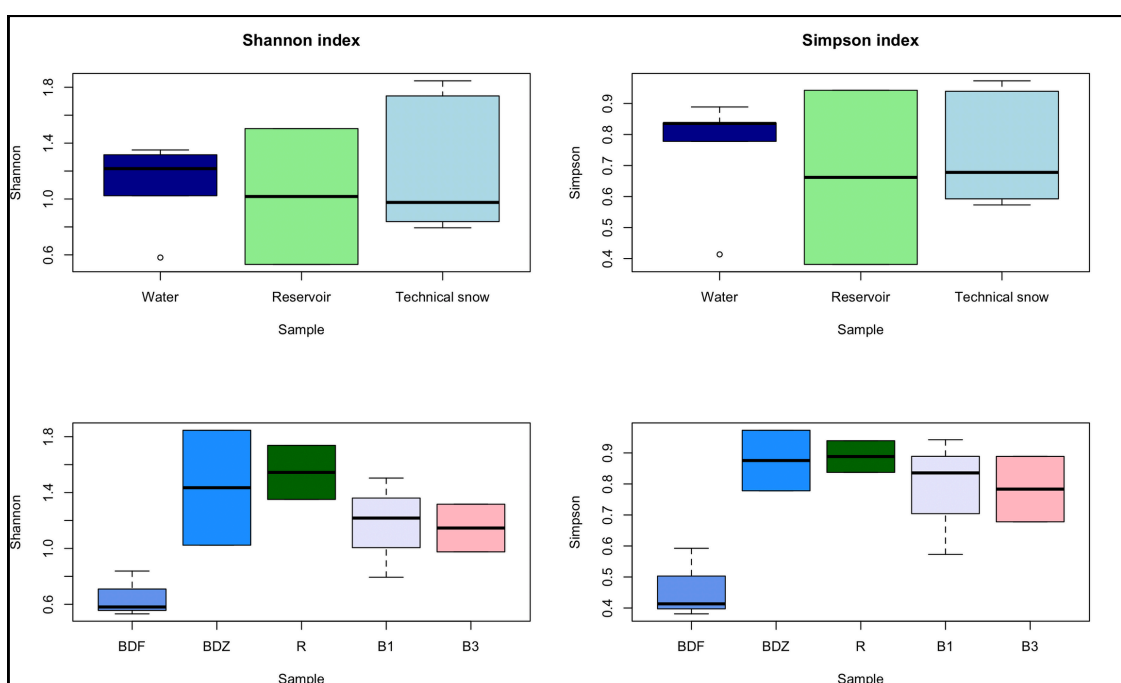 Shannon index
Shannon
1.8
1.4
1.0
0.6
Water Reservoir Technical snow
Sample
Simpson index
Simpson
0.9
0.8
0.7
0.6
0.5
0.4
Water Reservoir Technical snow
Sample
Shannon
1.8
1.4
1.0
0.6
BDF BDZ R B1 B3
Sample
Simpson
0.9
0.8
0.7
0.6
0.5
0.4
BDF BDZ R B1 B3
Sample